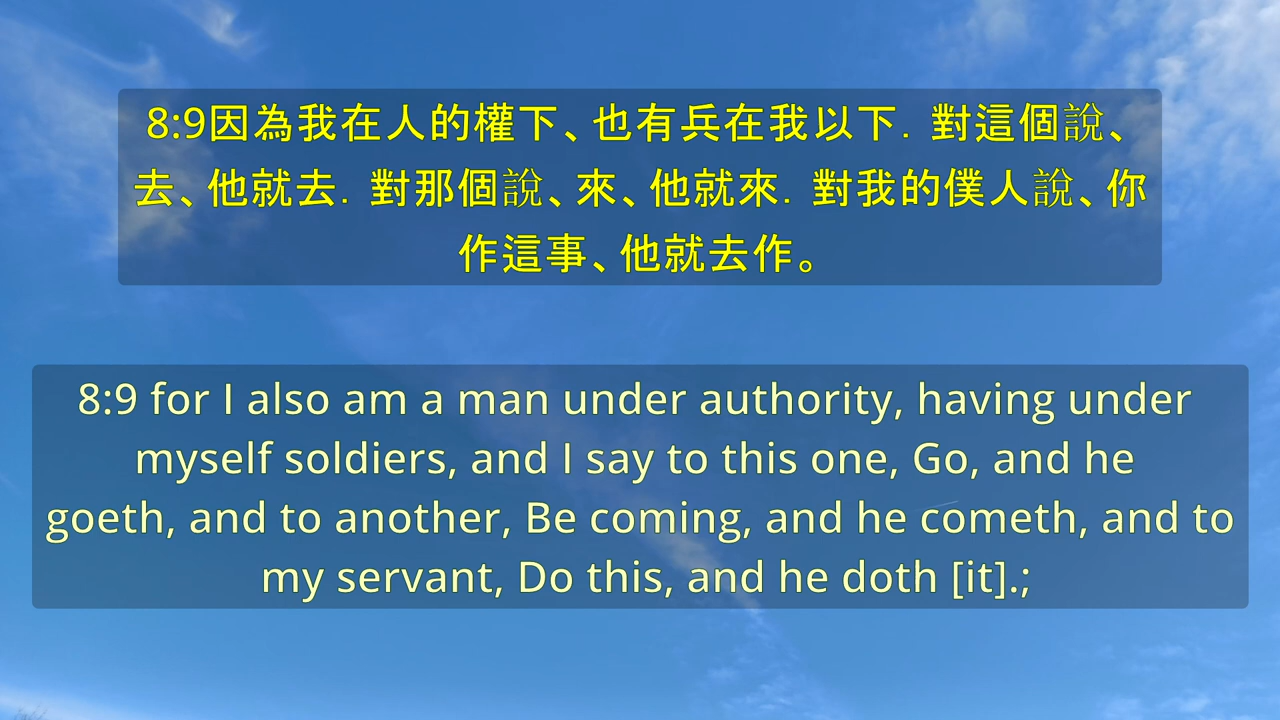 8:9因為我在人的權下、也有兵在我以下．對這個說、
去、他就去．對那個說、來、他就來．對我的僕人說、你
作這事、他就去作。
8:9 for I also am a man under authority, having under
myself soldiers, and I say to this one, Go, and he
goeth, and to another, Be coming, and he cometh, and to
my servant, Do this, and he doth [it].;